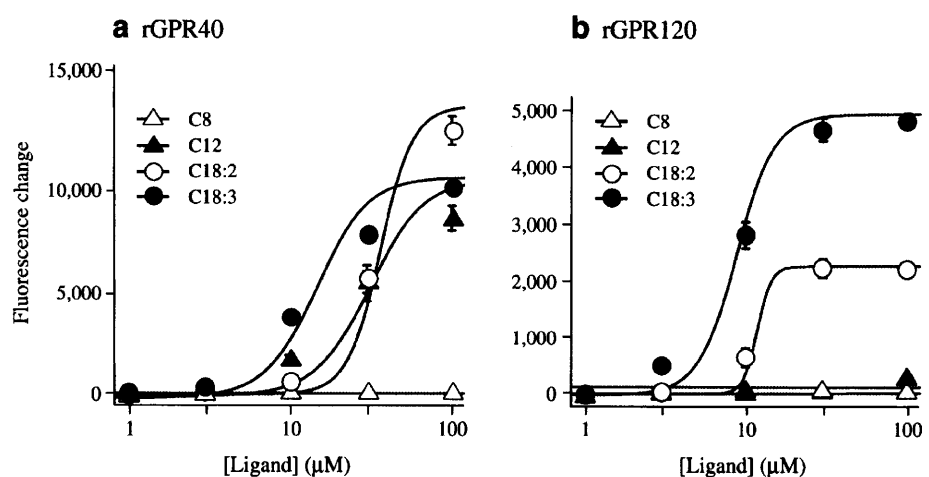 a rGPR40
15,000
10,000
5,000
0
Fluorescence change
C8
C12
C18:2
C18:3
1
10
100
[Ligand] (µM)
b rGPR120
5,000
4,000
3,000
2,000
1,000
0
C8
C12
C18:2
C18:3
1
10
100
[Ligand] (µM)